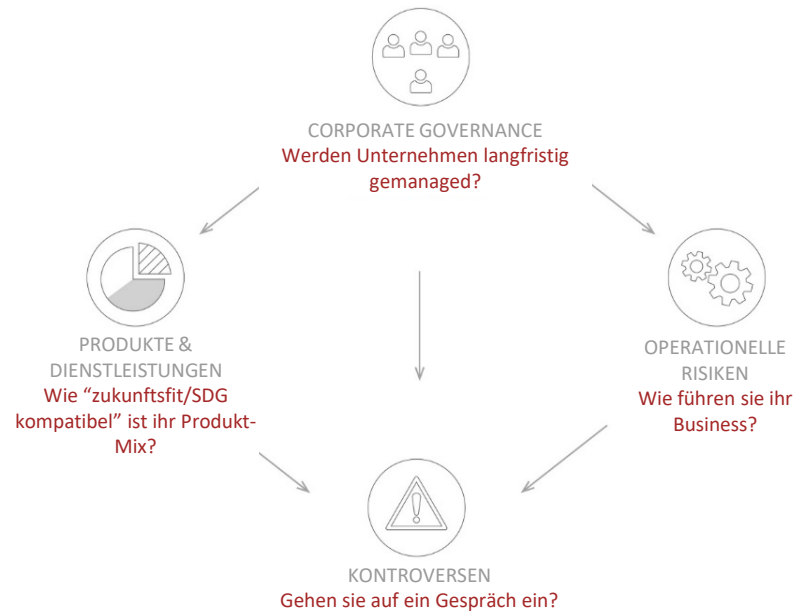 CORPORATE GOVERNANCE
Werden Unternehmen langfristig
gemanaged?
PRODUKTE &
DIENSTLEISTUNGEN
Wie “zukunftsfit/SDG
kompatibel” ist ihr Produkt-
Mix?
OPERATIONELLE
RISIKEN
Wie führen sie ihr
Business?
KONTROVERSEN
Gehen sie auf ein Gespräch ein?